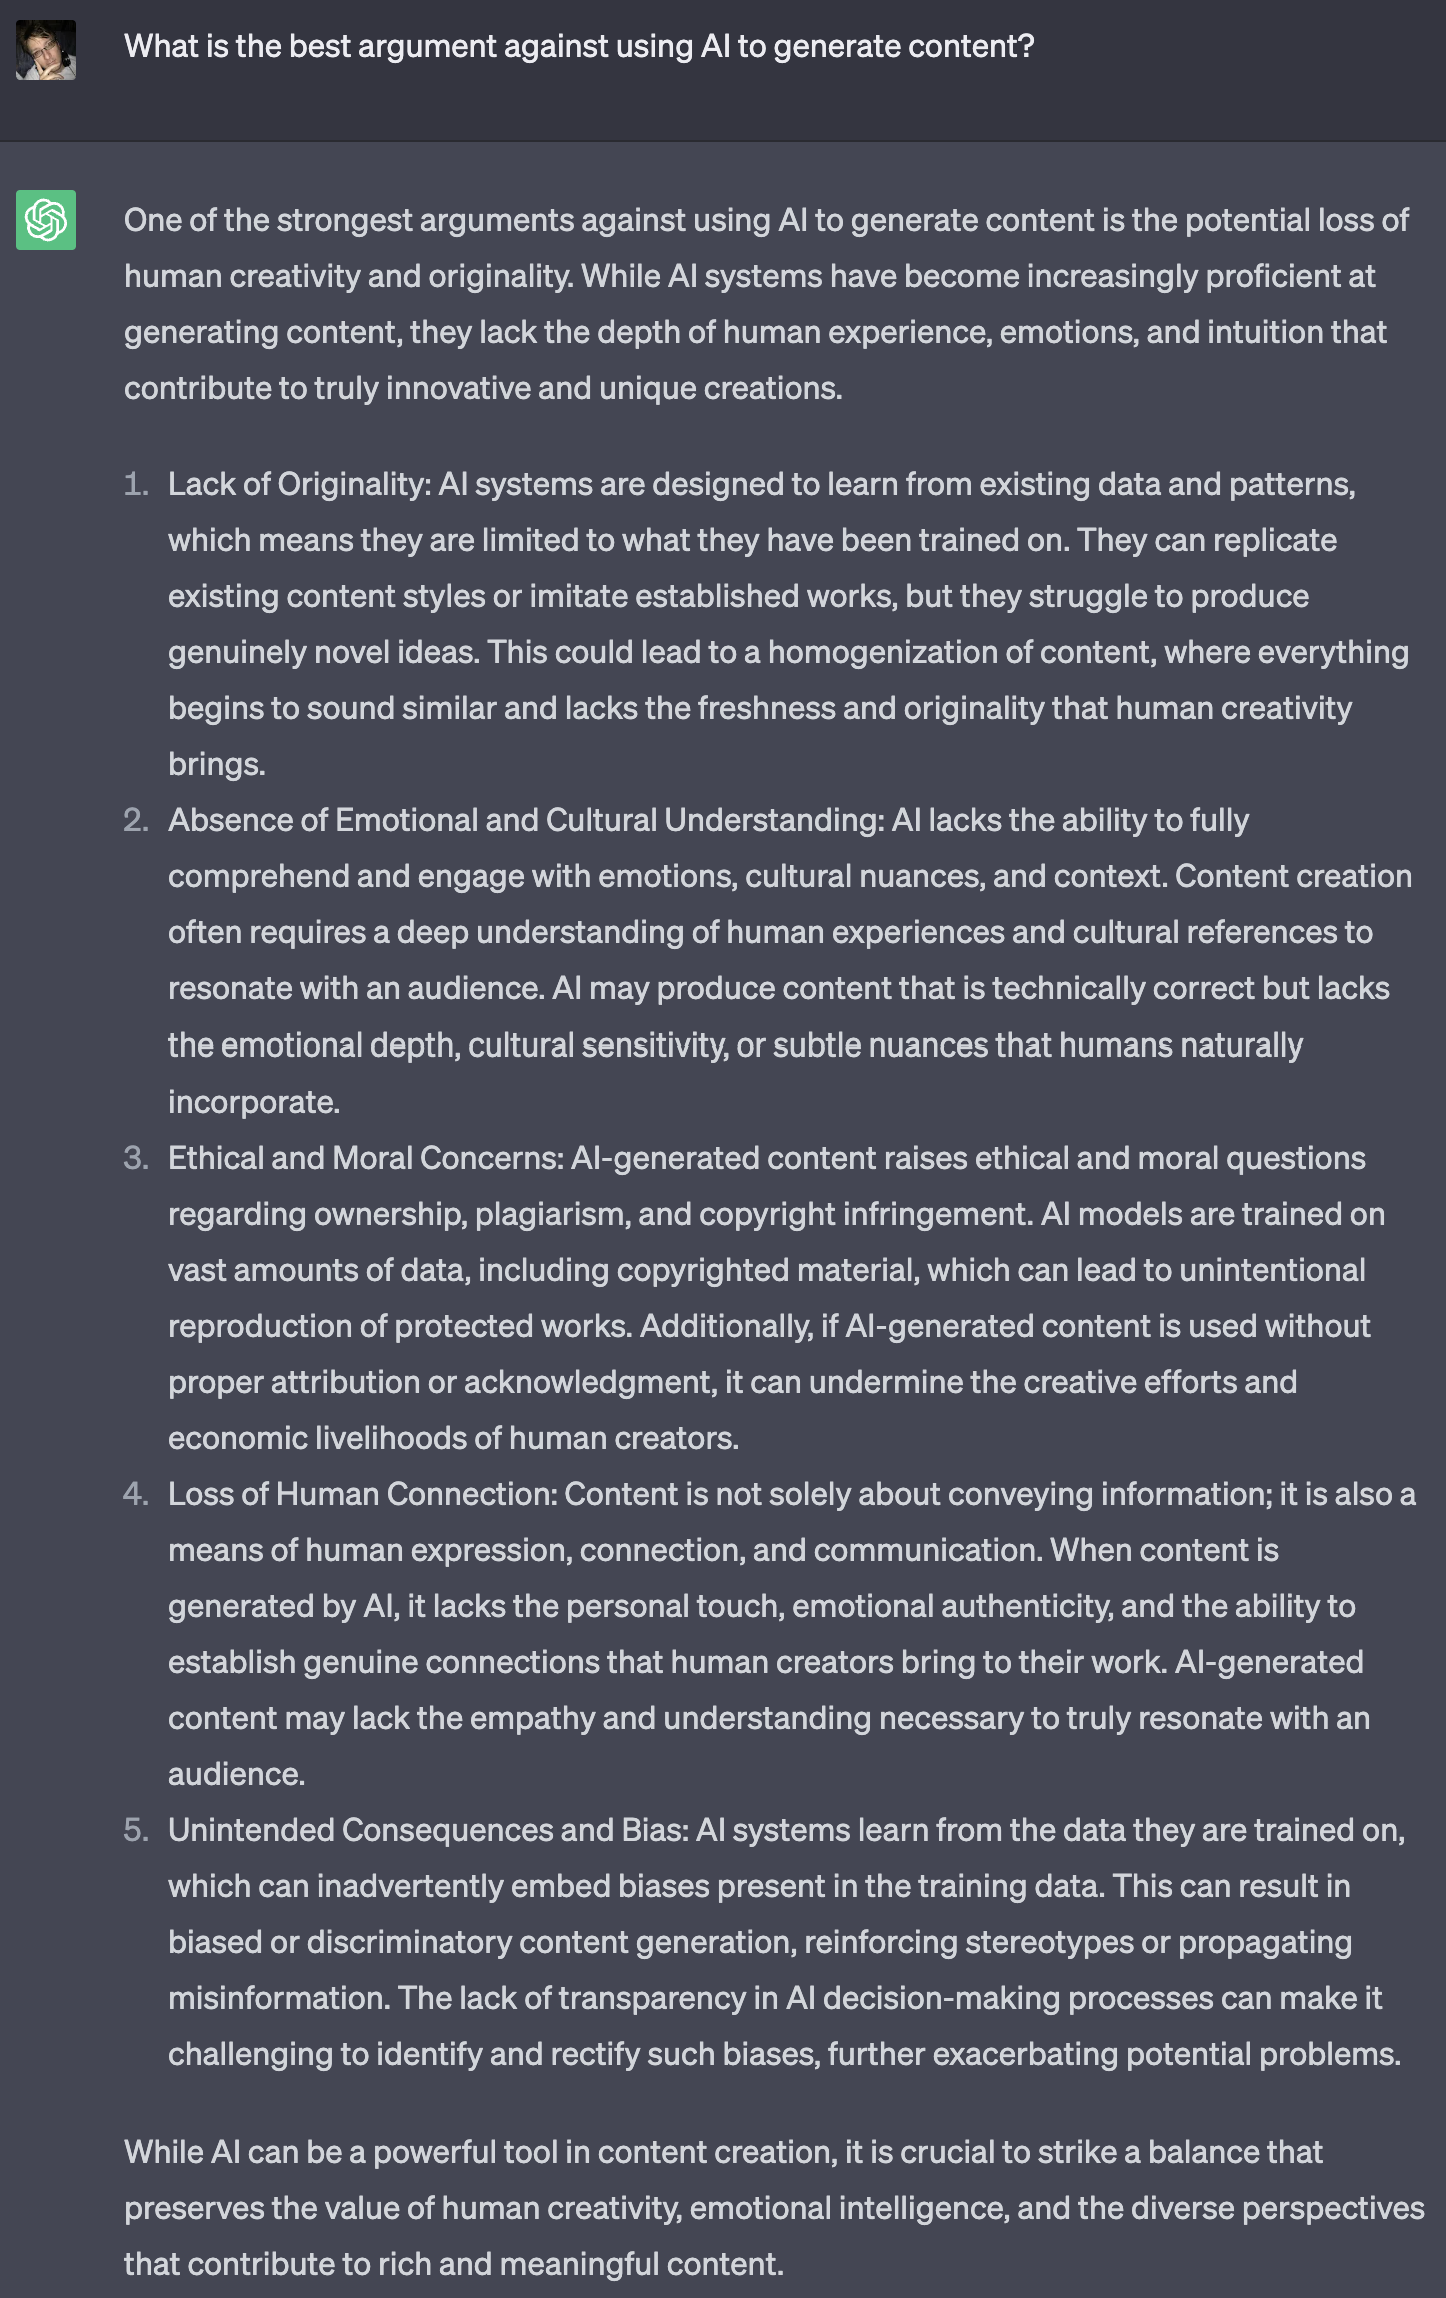 What is the best argument against using AI to generate content?
One of the strongest arguments against using AI to generate content is the potential loss of
human creativity and originality. While AI systems have become increasingly proficient at
generating content, they lack the depth of human experience, emotions, and intuition that
contribute to truly innovative and unique creations.
1. Lack of Originality: AI systems are designed to learn from existing data and patterns,
which means they are limited to what they have been trained on. They can replicate
existing content styles or imitate established works, but they struggle to produce
genuinely novel ideas. This could lead to a homogenization of content, where everything
begins to sound similar and lacks the freshness and originality that human creativity
brings.
2. Absence of Emotional and Cultural Understanding: AI lacks the ability to fully
comprehend and engage with emotions, cultural nuances, and context. Content creation
often requires a deep understanding of human experiences and cultural references to
resonate with an audience. AI may produce content that is technically correct but lacks
the emotional depth, cultural sensitivity, or subtle nuances that humans naturally
incorporate.
3. Ethical and Moral Concerns: AI-generated content raises ethical and moral questions
regarding ownership, plagiarism, and copyright infringement. AI models are trained on
vast amounts of data, including copyrighted material, which can lead to unintentional
reproduction of protected works. Additionally, if AI-generated content is used without
proper attribution or acknowledgment, it can undermine the creative efforts and
economic livelihoods of human creators.
4. Loss of Human Connection: Content is not solely about conveying information; it is also a
means of human expression, connection, and communication. When content is
generated by AI, it lacks the personal touch, emotional authenticity, and the ability to
establish genuine connections that human creators bring to their work. AI-generated
content may lack the empathy and understanding necessary to truly resonate with an
audience.
5. Unintended Consequences and Bias: AI systems learn from the data they are trained on,
which can inadvertently embed biases present in the training data. This can result in
biased or discriminatory content generation, reinforcing stereotypes or propagating
misinformation. The lack of transparency in AI decision-making processes can make it
challenging to identify and rectify such biases, further exacerbating potential problems.
While AI can be a powerful tool in content creation, it is crucial to strike a balance that
preserves the value of human creativity, emotional intelligence, and the diverse perspectives
that contribute to rich and meaningful content.